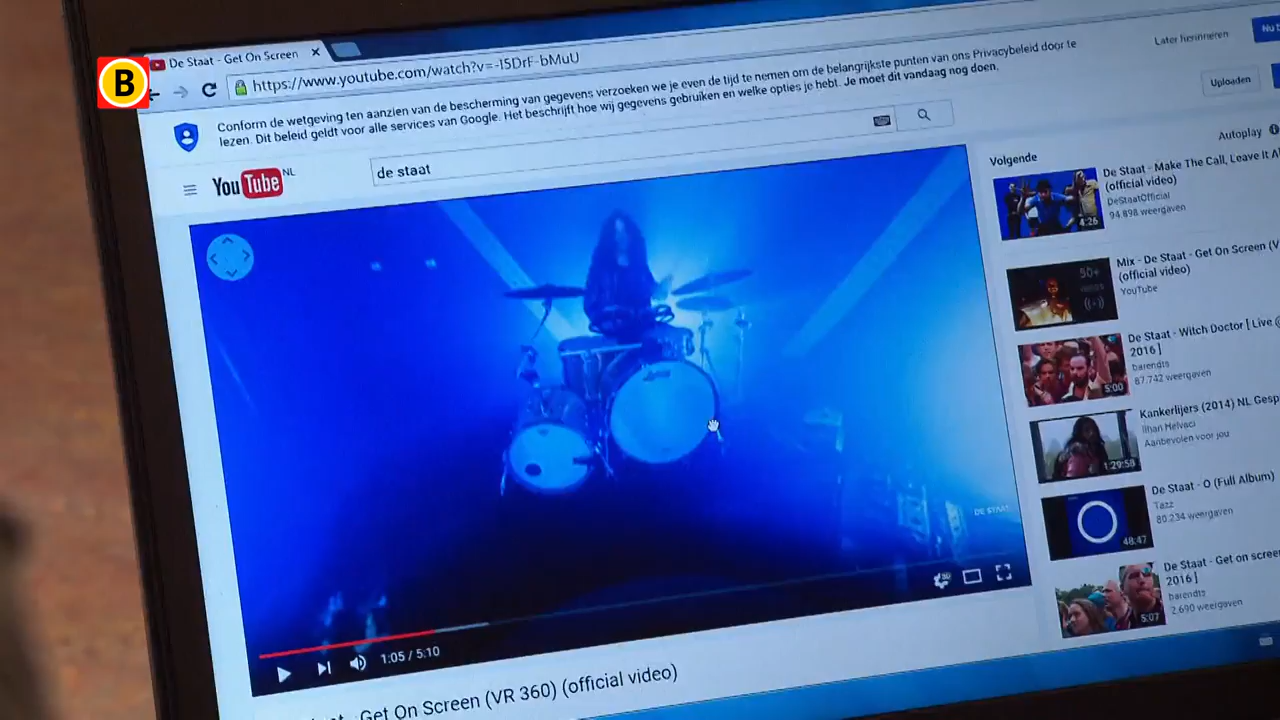 De Staat - Get On Screen
B
https://www.youtube.com/watch?v=-I5DrF-bMuU
Conform de wetgeving ten aanzien van de bescherming van gegevens verzoeken we je even de tijd te nemen om de belangrijkste punten van ons Privacybeleid door te
lezen. Dit beleid geldt voor alle services van Google. Het beschrijft hoe wij gegevens gebruiken en welke opties je hebt. Je moet dit vandaag nog doen.
Later herinneren
Nu
YouTube NL
de staat
Uploaden
Volgende
Autoplay
De Staat - Make The Call, Leave It Al
(official video)
DeStaatOfficial
94.898 weergaven
4:26
Mix - De Staat - Get On Screen (V
(official video)
YouTube
50+
De Staat - Witch Doctor [ Live @
2016 ]
barendts
87.742 weergaven
5:00
Kankerlijers (2014) NL Gesp
Ilhan Helvaci
Aanbevolen voor jou
1:29:58
De Staat - O (Full Album)
Tazz
80.234 weergaven
48:47
De Staat - Get on scree
2016 ]
barendts
2.690 weergaven
5:07
DE STAAT
1:05 / 5:10
- Get On Screen (VR 360) (official video)